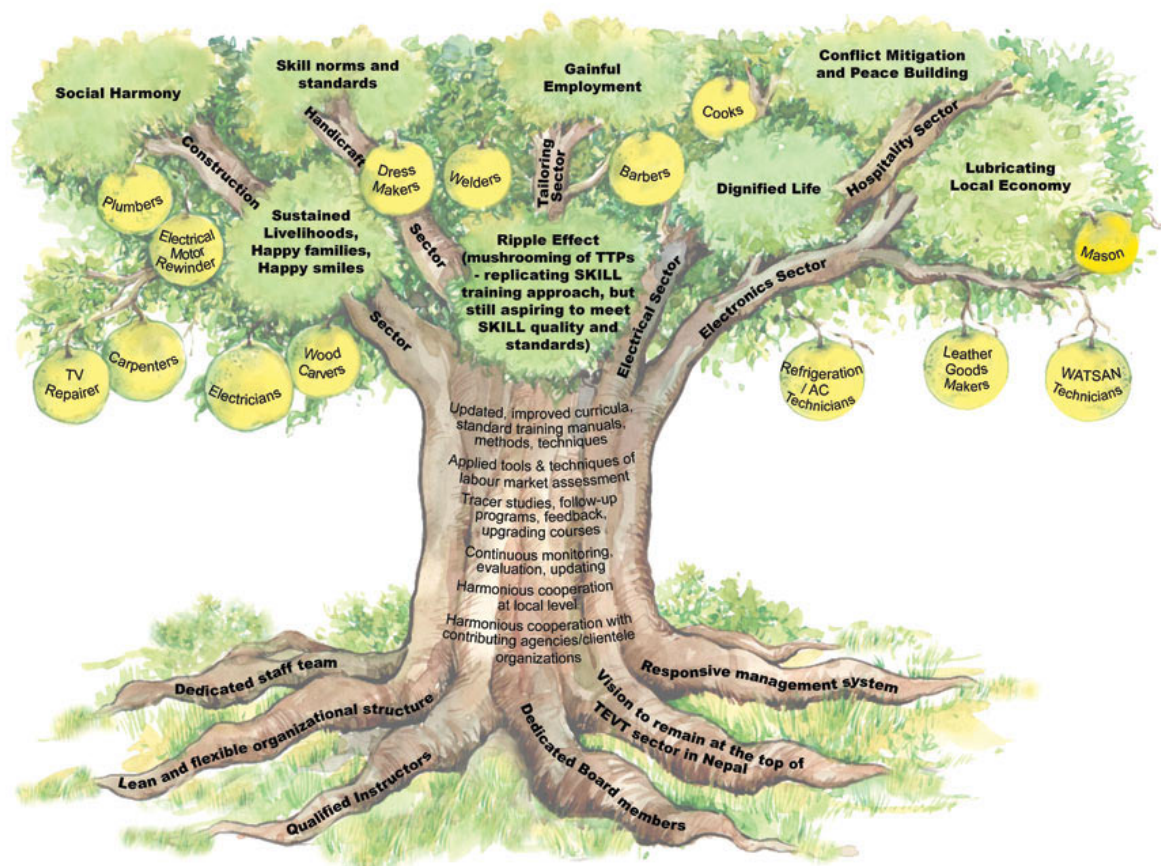 Social Harmony
Skill norms and
standards
Gainful
Employment
Cooks
Conflict Mitigation
and Peace Building
Construction
Sector
Handicraft
Sector
Tailoring
Sector
Hospitality Sector
Plumbers
Electrical
Motor
Rewinder
Dress
Makers
Welders
Barbers
Dignified Life
Lubricating
Local Economy
Mason
Sustained
Livelihoods,
Happy families,
Happy smiles
Ripple Effect
(mushrooming of TTPs
- replicating SKILL
training approach, but
still aspiring to meet
SKILL quality and
standards)
Electrical Sector
Electronics Sector
TV
Repairer
Carpenters
Electricians
Wood
Carvers
Refrigeration
/ AC
Technicians
Leather
Goods
Makers
WATSAN
Technicians
Updated, improved curricula,
standard training manuals,
methods, techniques
Applied tools & techniques of
labour market assessment
Tracer studies, follow-up
programs, feedback,
upgrading courses
Continuous monitoring,
evaluation, updating
Harmonious cooperation
at local level
Harmonious cooperation with
contributing agencies/clientele
organizations
Dedicated staff team
Lean and flexible organizational structure
Qualified Instructors
Dedicated Board members
Vision to remain at the top of
TEVT sector in Nepal
Responsive management system